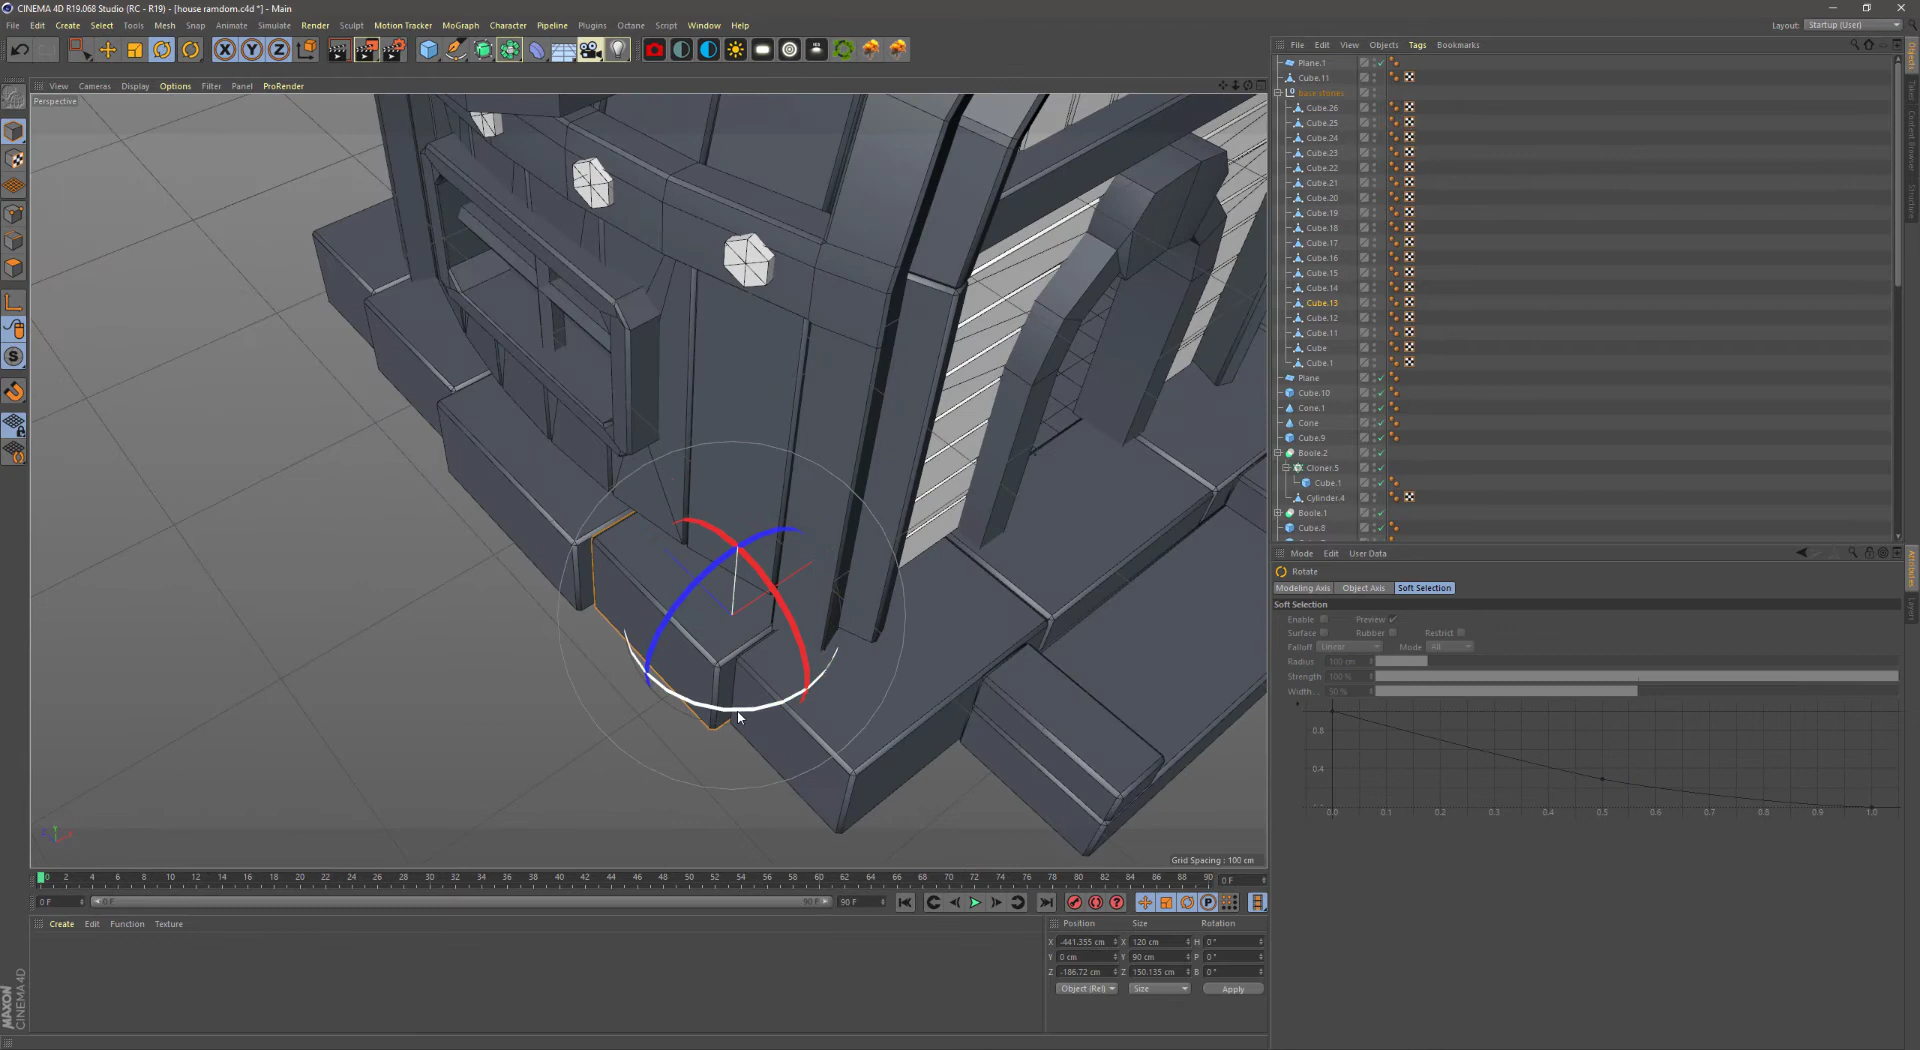 CINEMA 4D R19.068 Studio (RC - R19) - [house ramdom.c4d *] - Main
File Edit Create Select Tools Mesh Snap Animate Simulate Render Sculpt Motion Tracker MoGraph Character Pipeline Plugins Octane Script Window Help
Layout: Startup (User)
File Edit View Objects Tags Bookmarks
View Cameras Display Options Filter Panel ProRender
Perspective
Plane.1
Cube.11
base stones
Cube.26
Cube.25
Cube.24
Cube.23
Cube.22
Cube.21
Cube.20
Cube.19
Cube.18
Cube.17
Cube.16
Cube.15
Cube.14
Cube.13
Cube.12
Cube.11
Cube
Cube.1
Plane
Cube.10
Cone.1
Cone
Cube.9
Boole.2
Cloner.5
Cube.1
Cylinder.4
Boole.1
Cube.8
Objects
Takes
Content Browser
Structure
Attributes
Layers
Mode Edit User Data
Rotate
Modeling Axis Object Axis Soft Selection
Soft Selection
Enable Preview
Surface Rubber Restrict
Falloff Linear Mode All
Radius 100 cm
Strength 100 %
Width.. 50 %
0.8
0.4
0.0 0.1 0.2 0.3 0.4 0.5 0.6 0.7 0.8 0.9 1.0
Grid Spacing : 100 cm
0 2 4 6 8 10 12 14 16 18 20 22 24 26 28 30 32 34 36 38 40 42 44 46 48 50 52 54 56 58 60 62 64 66 68 70 72 74 76 78 80 82 84 86 88 90 0 F
0 F 0 F 90 F 90 F
Create Edit Function Texture
Position Size Rotation
X -441.355 cm X 120 cm H 0 °
Y 0 cm Y 90 cm P 0 °
Z -186.72 cm Z 150.135 cm B 0 °
Object (Rel) Size Apply
MAXON
CINEMA 4D